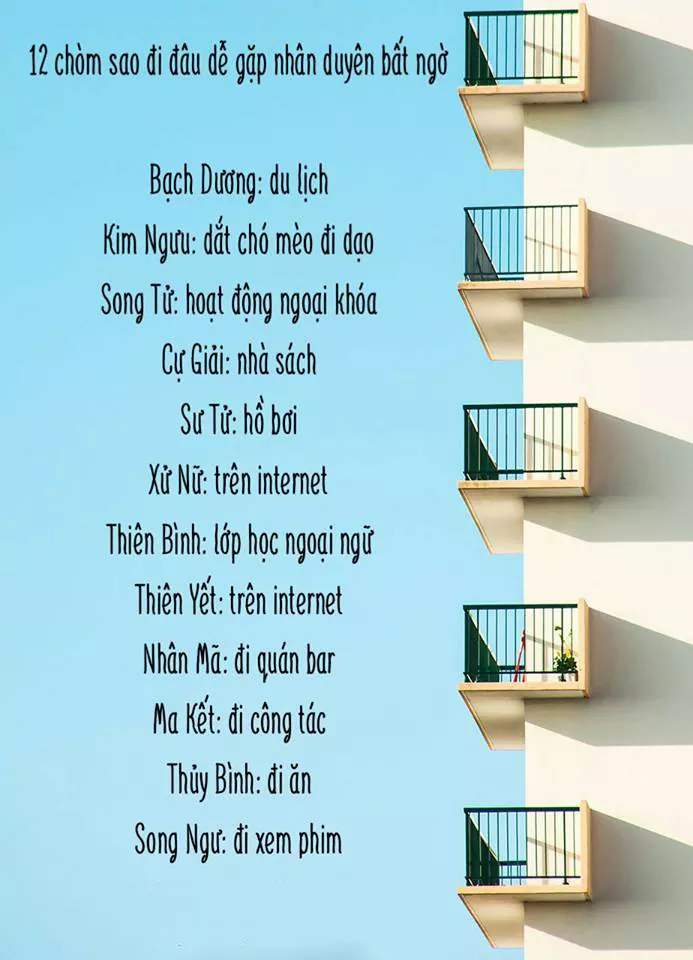 12 chòm sao đi đâu dễ gặp nhân duyên bất ngờ
Bạch Dương: du lịch
Kim Ngưu: dắt chó mèo đi dạo
Song Tử: hoạt động ngoại khóa
Cự Giải: nhà sách
Sư Tử: hồ bơi
Xử Nữ: trên internet
Thiên Bình: lớp học ngoại ngữ
Thiên Yết: trên internet
Nhân Mã: đi quán bar
Ma Kết: đi công tác
Thủy Bình: đi ăn
Song Ngư: đi xem phim